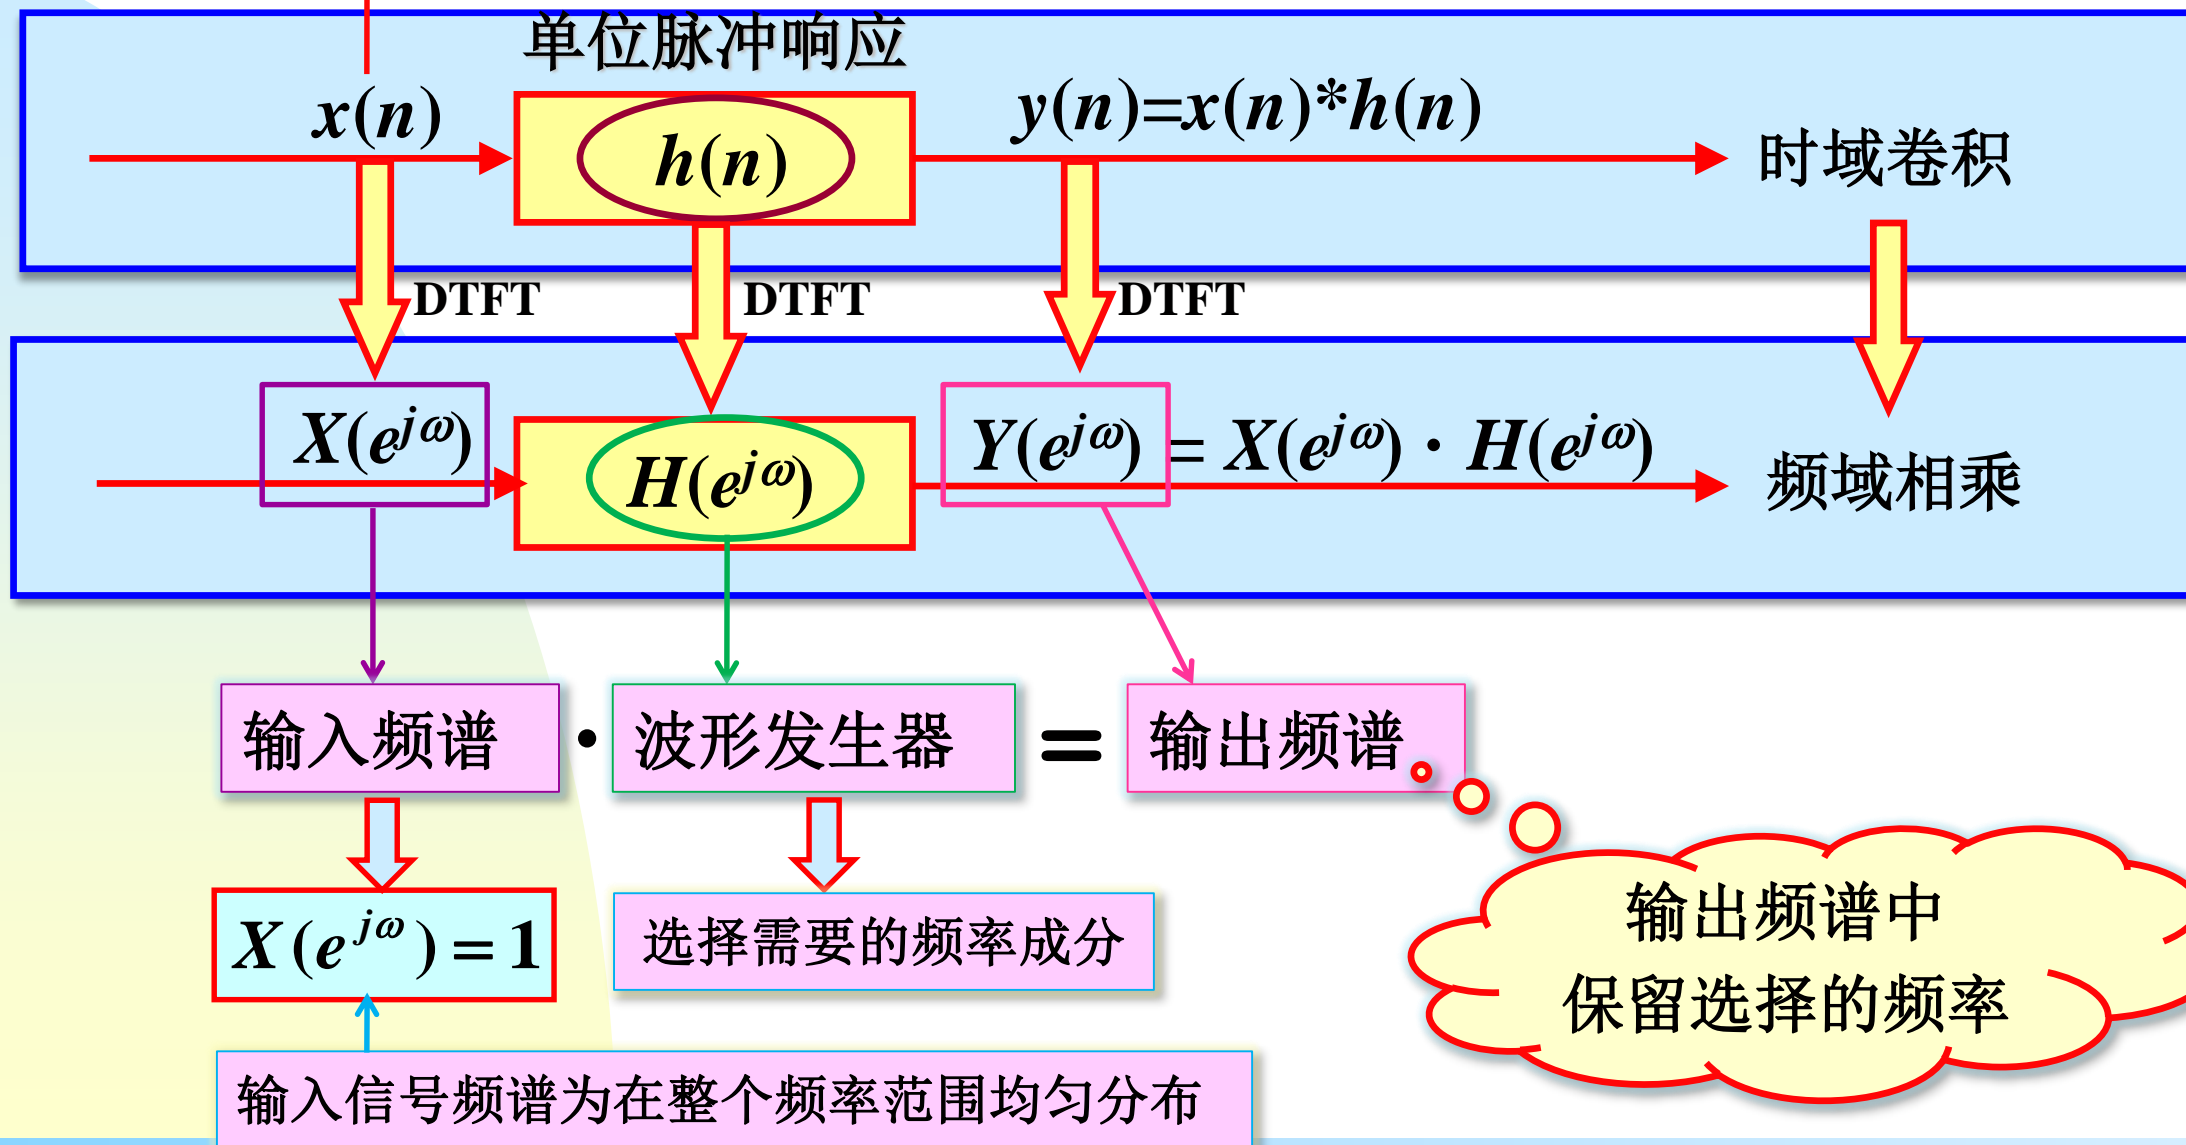 单位脉冲响应
x(n)
h(n)
y(n)=x(n)*h(n)
时域卷积
DTFT
DTFT
DTFT
X(e^{jω})
H(e^{jω})
Y(e^{jω}) = X(e^{jω}) · H(e^{jω})
频域相乘
输入频谱 · 波形发生器 = 输出频谱
X(e^{jω}) = 1
选择需要的频率成分
输出频谱中
保留选择的频率
输入信号频谱为在整个频率范围均匀分布